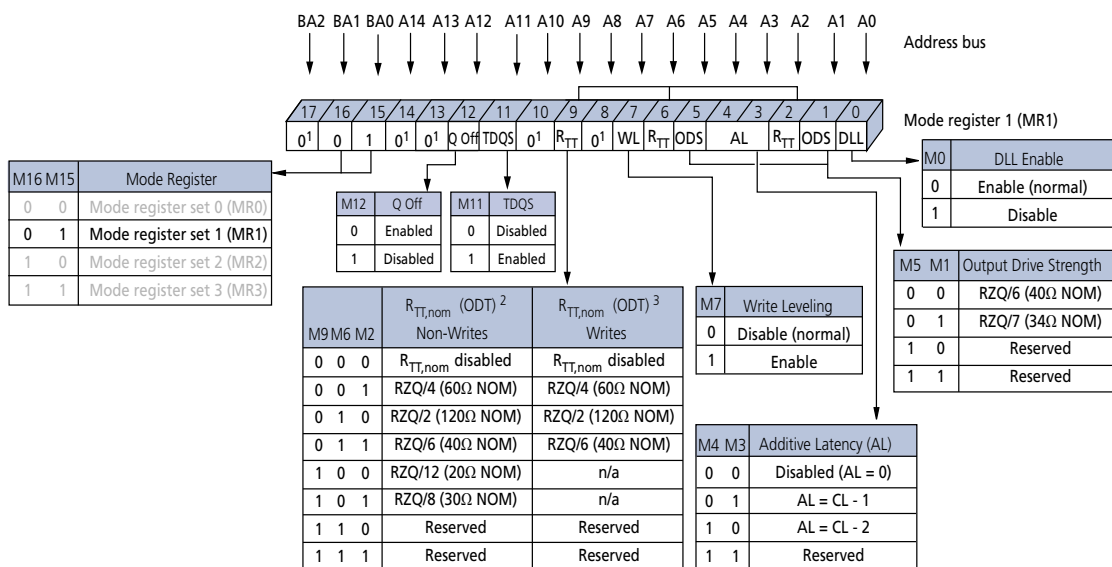 BA2 BA1 BA0 A14 A13 A12 A11 A10 A9 A8 A7 A6 A5 A4 A3 A2 A1 A0
Address bus
17 16 15 14 13 12 11 10 9 8 7 6 5 4 3 2 1 0
Mode register 1 (MR1)
0¹ 0 1 0¹ 0¹ Q Off TDQS 0¹ RTT 0¹ WL RTT ODS AL RTT ODS DLL
M16 M15 Mode Register
0 0 Mode register set 0 (MR0)
0 1 Mode register set 1 (MR1)
1 0 Mode register set 2 (MR2)
1 1 Mode register set 3 (MR3)
M12 Q Off
0 Enabled
1 Disabled
M11 TDQS
0 Disabled
1 Enabled
M0 DLL Enable
0 Enable (normal)
1 Disable
M5 M1 Output Drive Strength
0 0 RZQ/6 (40Ω NOM)
0 1 RZQ/7 (34Ω NOM)
1 0 Reserved
1 1 Reserved
RTT,nom (ODT) ² RTT,nom (ODT) ³
M9 M6 M2 Non-Writes Writes
0 0 0 RTT,nom disabled RTT,nom disabled
0 0 1 RZQ/4 (60Ω NOM) RZQ/4 (60Ω NOM)
0 1 0 RZQ/2 (120Ω NOM) RZQ/2 (120Ω NOM)
0 1 1 RZQ/6 (40Ω NOM) RZQ/6 (40Ω NOM)
1 0 0 RZQ/12 (20Ω NOM) n/a
1 0 1 RZQ/8 (30Ω NOM) n/a
1 1 0 Reserved Reserved
1 1 1 Reserved Reserved
M7 Write Leveling
0 Disable (normal)
1 Enable
M4 M3 Additive Latency (AL)
0 0 Disabled (AL = 0)
0 1 AL = CL - 1
1 0 AL = CL - 2
1 1 Reserved